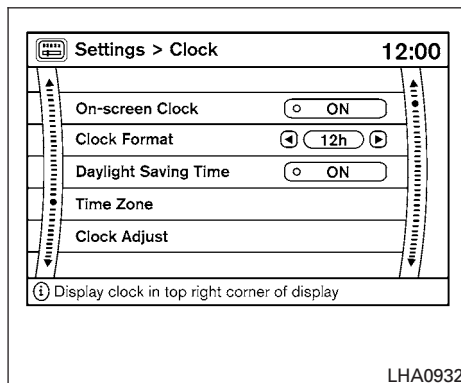 Settings > Clock 12:00
On-screen Clock ON
Clock Format 12h
Daylight Saving Time ON
Time Zone
Clock Adjust
i Display clock in top right corner of display
LHA0932